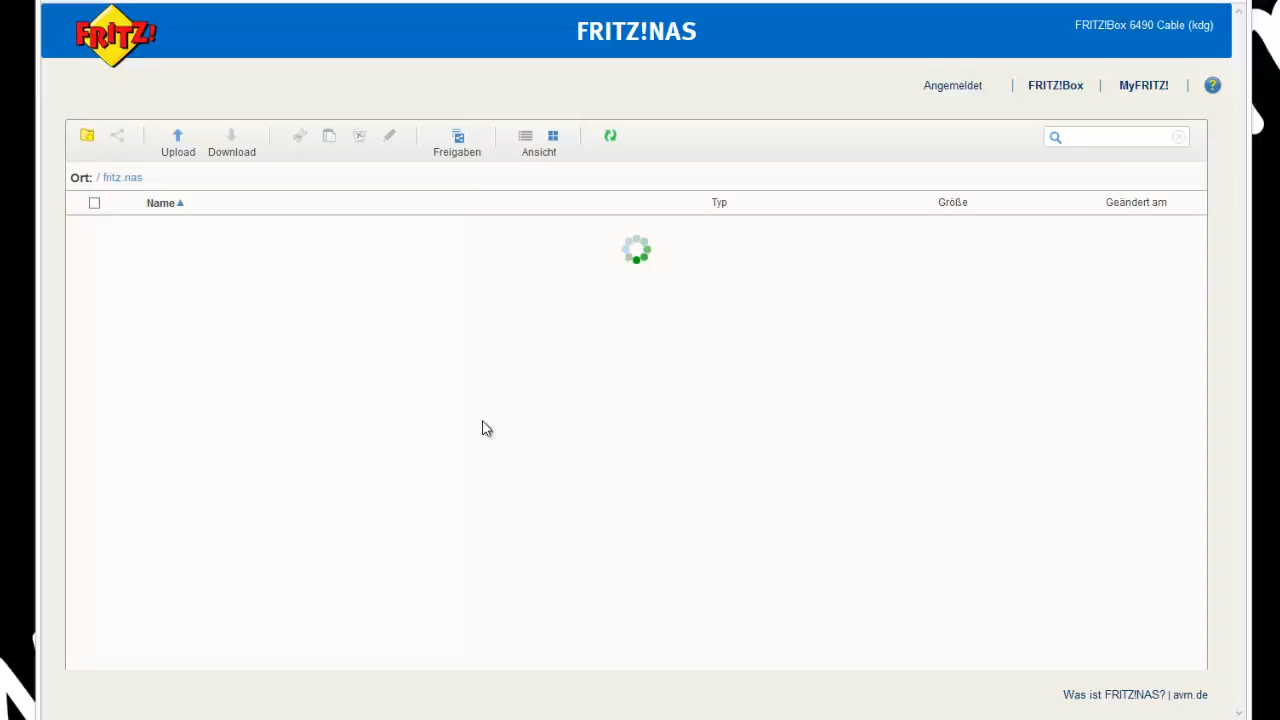 FRITZ!
FRITZ!NAS
FRITZ!Box 6490 Cable (kdg)
Angemeldet | FRITZ!Box | MyFRITZ! | ?
Upload Download Freigaben Ansicht
Ort: / fritz.nas
Name Typ Größe Geändert am
Was ist FRITZ!NAS? | avm.de